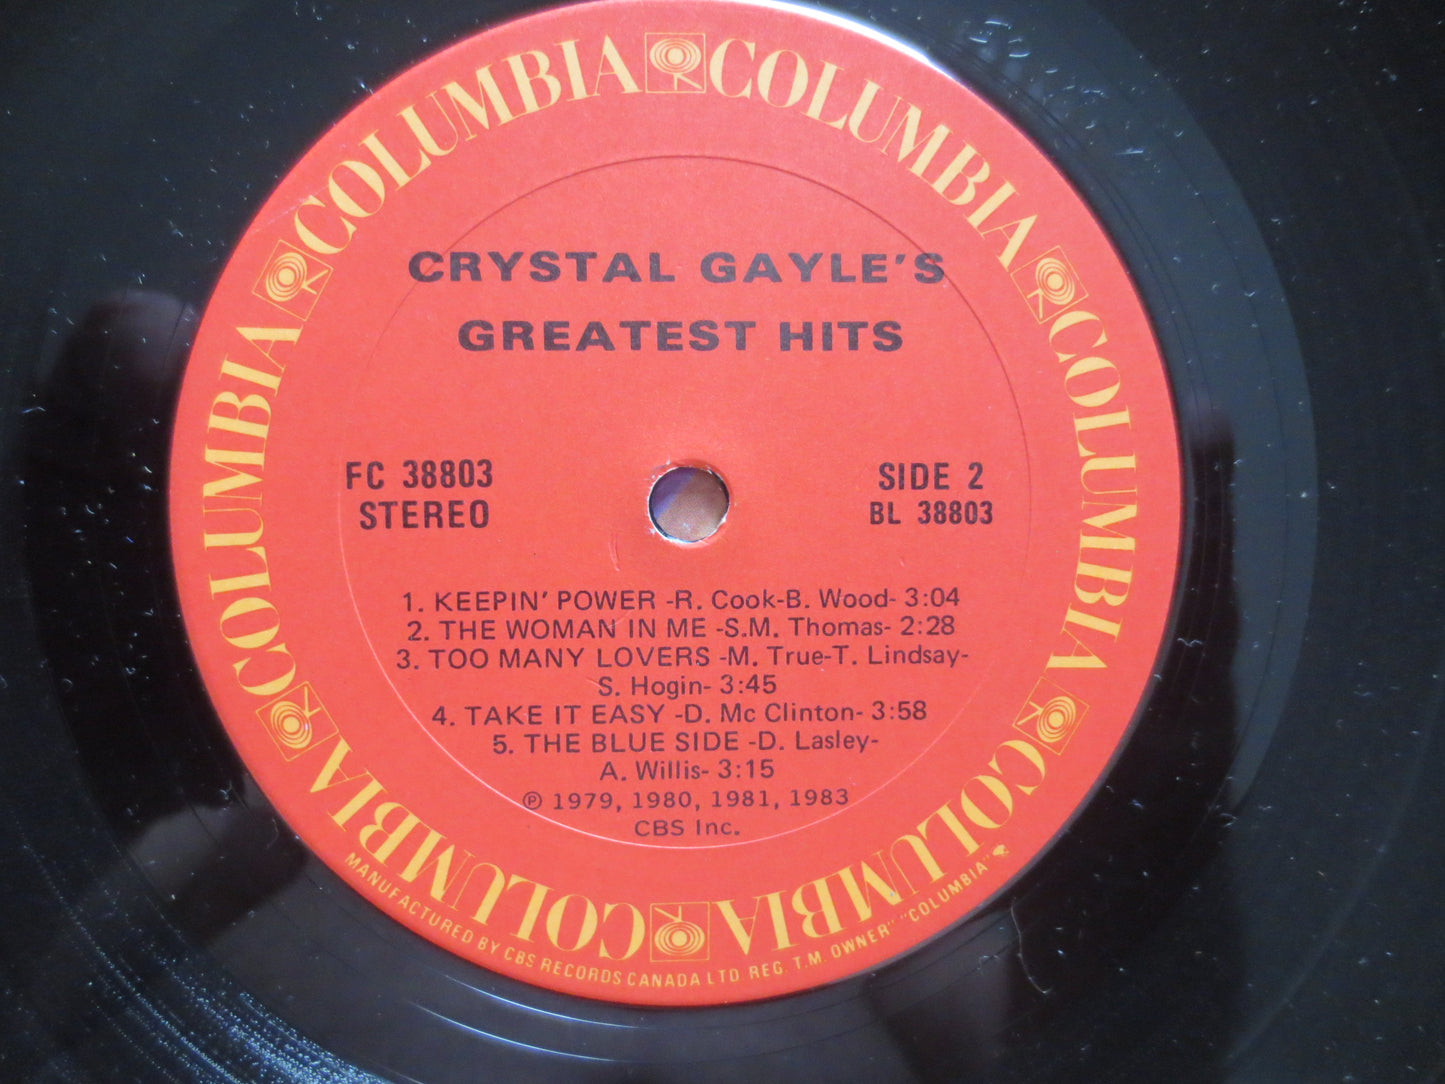 COLUMBIA COLUMBIA COLUMBIA COLUMBIA COLUMBIA COLUMBIA
CRYSTAL GAYLE'S
GREATEST HITS
FC 38803
STEREO
SIDE 2
BL 38803
1. KEEPIN' POWER -R. Cook-B. Wood- 3:04
2. THE WOMAN IN ME -S.M. Thomas- 2:28
3. TOO MANY LOVERS -M. True-T. Lindsay-
S. Hogin- 3:45
4. TAKE IT EASY -D. Mc Clinton- 3:58
5. THE BLUE SIDE -D. Lasley-
A. Willis- 3:15
℗ 1979, 1980, 1981, 1983
CBS Inc.
MANUFACTURED BY CBS RECORDS CANADA LTD REG. T.M. OWNER" "COLUMBIA"